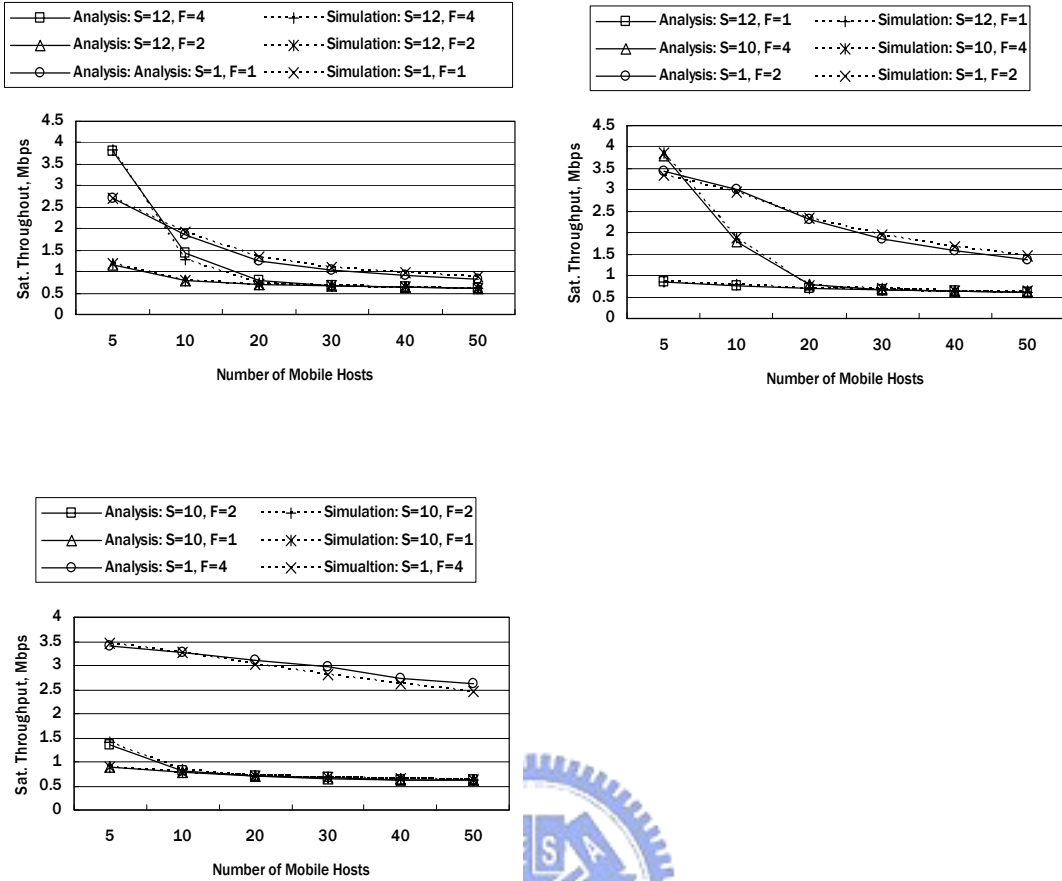 Analysis: S=12, F=4
Simulation: S=12, F=4
Analysis: S=12, F=2
Simulation: S=12, F=2
Analysis: Analysis: S=1, F=1
Simulation: S=1, F=1
Sat. Throughout, Mbps
4.5
4
3.5
3
2.5
2
1.5
1
0.5
0
5 10 20 30 40 50
Number of Mobile Hosts
Analysis: S=12, F=1
Simulation: S=12, F=1
Analysis: S=10, F=4
Simulation: S=10, F=4
Analysis: S=1, F=2
Simulation: S=1, F=2
Sat. Throughput, Mbps
4.5
4
3.5
3
2.5
2
1.5
1
0.5
0
5 10 20 30 40 50
Number of Mobile Hosts
Analysis: S=10, F=2
Simulation: S=10, F=2
Analysis: S=10, F=1
Simulation: S=10, F=1
Analysis: S=1, F=4
Simualtion: S=1, F=4
Sat. Throughput, Mbps
4
3.5
3
2.5
2
1.5
1
0.5
0
5 10 20 30 40 50
Number of Mobile Hosts
S A